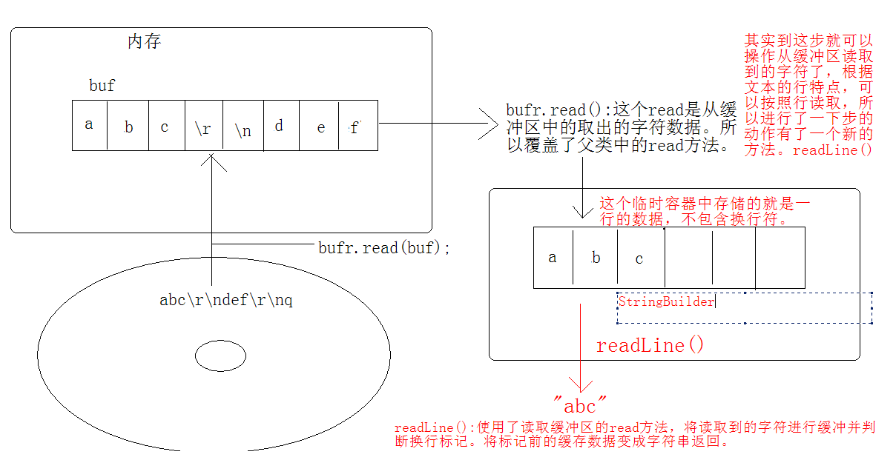 内存
buf
a b c \r \n d e f
bufr.read(buf);
abc\r\ndef\r\nq
bufr.read():这个read是从缓
冲区中的取出的字符数据。所
以覆盖了父类中的read方法。
其实到这步就可以
操作从缓冲区读取
到的字符了，根据
文本的行特点，可
以按照行读取，所
以进行了一下步的
动作有了一个新的
方法。readLine()
这个临时容器中存储的就是一
行的数据，不包含换行符。
a b c
StringBuilder
readLine()
"abc"
readLine():使用了读取缓冲区的read方法，将读取到的字符进行缓冲并判
断换行标记。将标记前的缓存数据变成字符串返回。